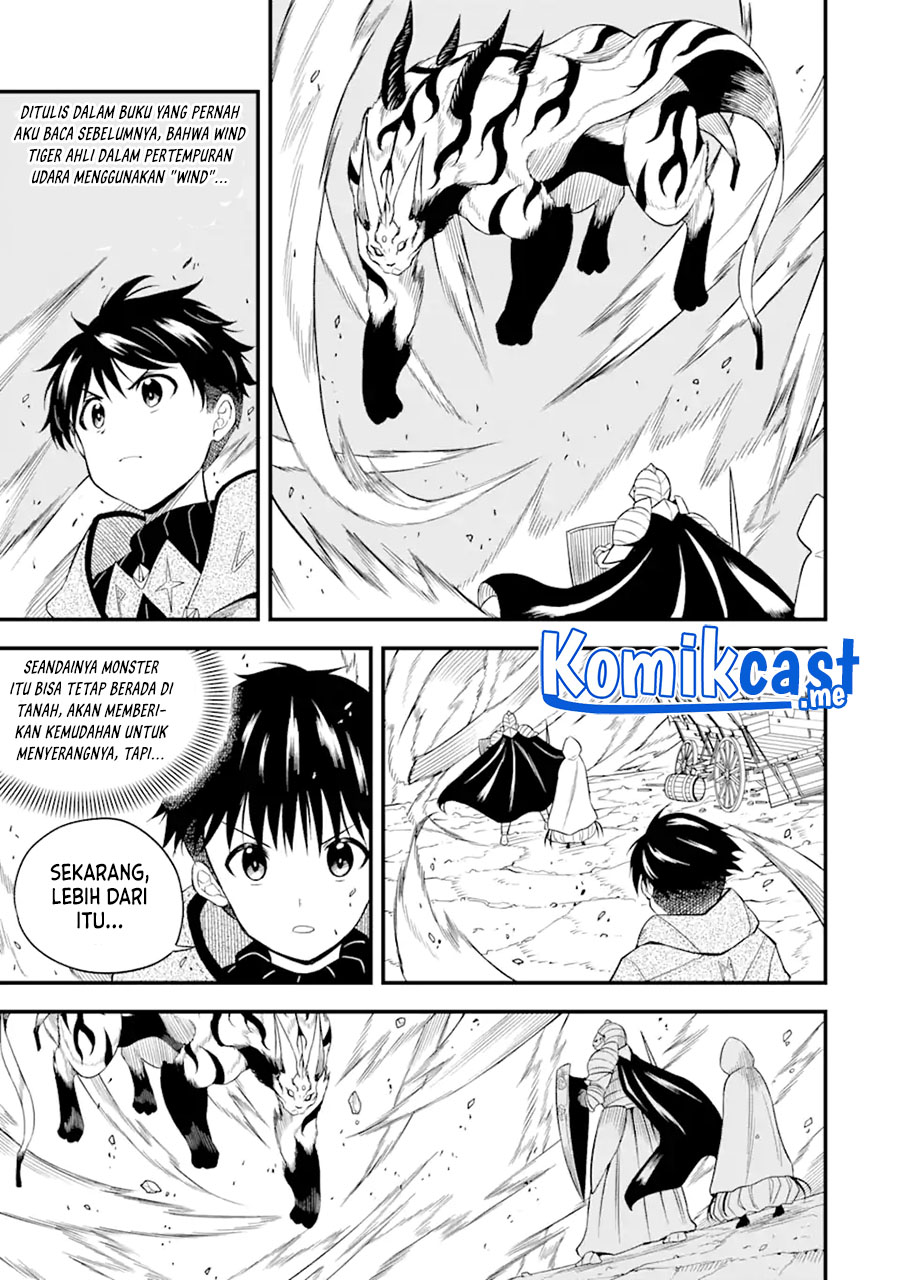 DITULIS DALAM BUKU YANG PERNAH
AKU BACA SEBELUMNYA, BAHWA WIND
TIGER AHLI DALAM PERTEMPURAN
UDARA MENGGUNAKAN "WIND"...
Komikcast
.me
SEANDAINYA MONSTER
ITU BISA TETAP BERADA DI
TANAH, AKAN MEMBERI-
KAN KEMUDAHAN UNTUK
MENYERANGNYA, TAPI...
SEKARANG,
LEBIH DARI
ITU...